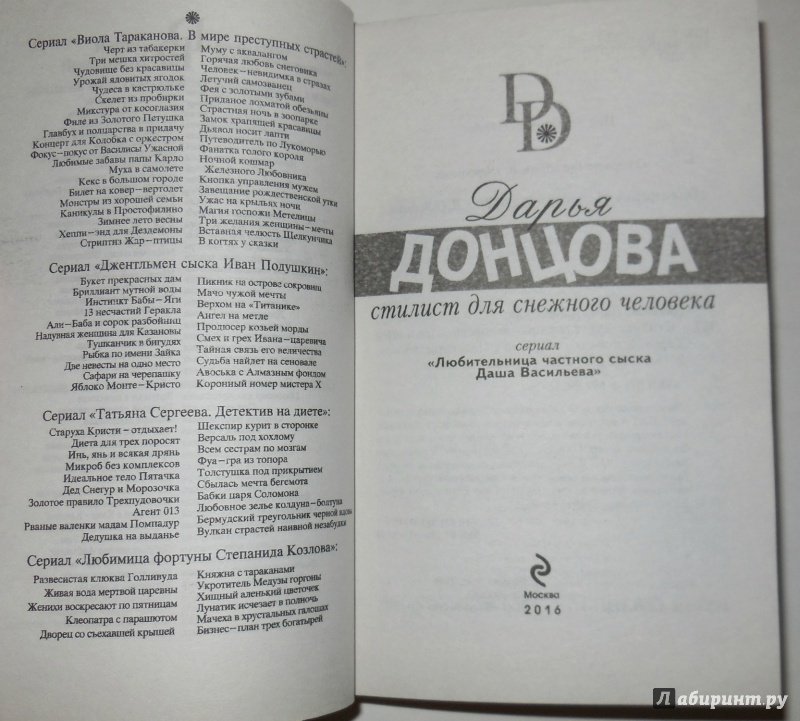 Сериал «Виола Тараканова. В мире преступных страстей»:
Черт из табакерки
Три мешка хитростей
Чудовище без красавицы
Урожай ядовитых ягодок
Чудеса в кастрюльке
Скелет из пробирки
Микстура от косоглазия
Филе из Золотого Петушка
Главбух и полцарства в придачу
Концерт для Колобка с оркестром
Фокус-покус от Василисы Ужасной
Любимые забавы папы Карло
Муха в самолете
Кекс в большом городе
Билет на ковер-вертолет
Монстры из хорошей семьи
Каникулы в Простофилино
Зимнее лето весны
Хеппи-энд для Дездемоны
Стриптиз Жар-птицы
Муму с аквалангом
Горячая любовь снеговика
Человек-невидимка в стразах
Летучий самозванец
Фея с золотыми зубами
Приданое лохматой обезьяны
Страстная ночь в зоопарке
Замок храпящей красавицы
Дьявол носит лапти
Путеводитель по Лукоморью
Фанатка голого короля
Ночной кошмар
Железного Любовника
Кнопка управления мужем
Завещание рождественской утки
Ужас на крыльях ночи
Магия госпожи Метелицы
Три желания женщины-мечты
Вставная челюсть Щелкунчика
В когтях у сказки
Сериал «Джентльмен сыска Иван Подушкин»:
Букет прекрасных дам
Бриллиант мутной воды
Инстинкт Бабы-Яги
13 несчастий Геракла
Али-Баба и сорок разбойниц
Надувная женщина для Казановы
Тушканчик в бигудях
Рыбка по имени Зайка
Две невесты на одно место
Сафари на черепашку
Яблоко Монте-Кристо
Пикник на острове сокровищ
Мачо чужой мечты
Верхом на «Титанике»
Ангел на метле
Продюсер козьей морды
Смех и грех Ивана-царевича
Тайная связь его величества
Судьба найдет на сеновале
Авоська с Алмазным фондом
Коронный номер мистера Х
Сериал «Татьяна Сергеева. Детектив на диете»:
Старуха Кристи – отдыхает!
Диета для трех поросят
Инь, янь и всякая дрянь
Микроб без комплексов
Идеальное тело Пятачка
Дед Снегур и Морозочка
Золотое правило Трехпудовочки
Агент 013
Рваные валенки мадам Помпадур
Дедушка на выданье
Шекспир курит в сторонке
Версаль под хохлому
Всем сестрам по мозгам
Фуа-гра из топора
Толстушка под прикрытием
Сбылась мечта бегемота
Бабки царя Соломона
Любовное зелье колдуна-болтуна
Бермудский треугольник черной вдовы
Вулкан страстей наивной незабудки
Сериал «Любимица фортуны Степанида Козлова»:
Развесистая клюква Голливуда
Живая вода мертвой царевны
Женихи воскресают по пятницам
Клеопатра с парашютом
Дворец со съехавшей крышей
Княжна с тараканами
Укротитель Медузы горгоны
Хищный аленький цветочек
Лунатик исчезает в полночь
Мачеха в хрустальных галошах
Бизнес-план трех богатырей
DD
Дарья
ДОНЦОВА
стилист для снежного человека
сериал
«Любительница частного сыска
Даша Васильева»
Москва
2016
лабиринт.ру